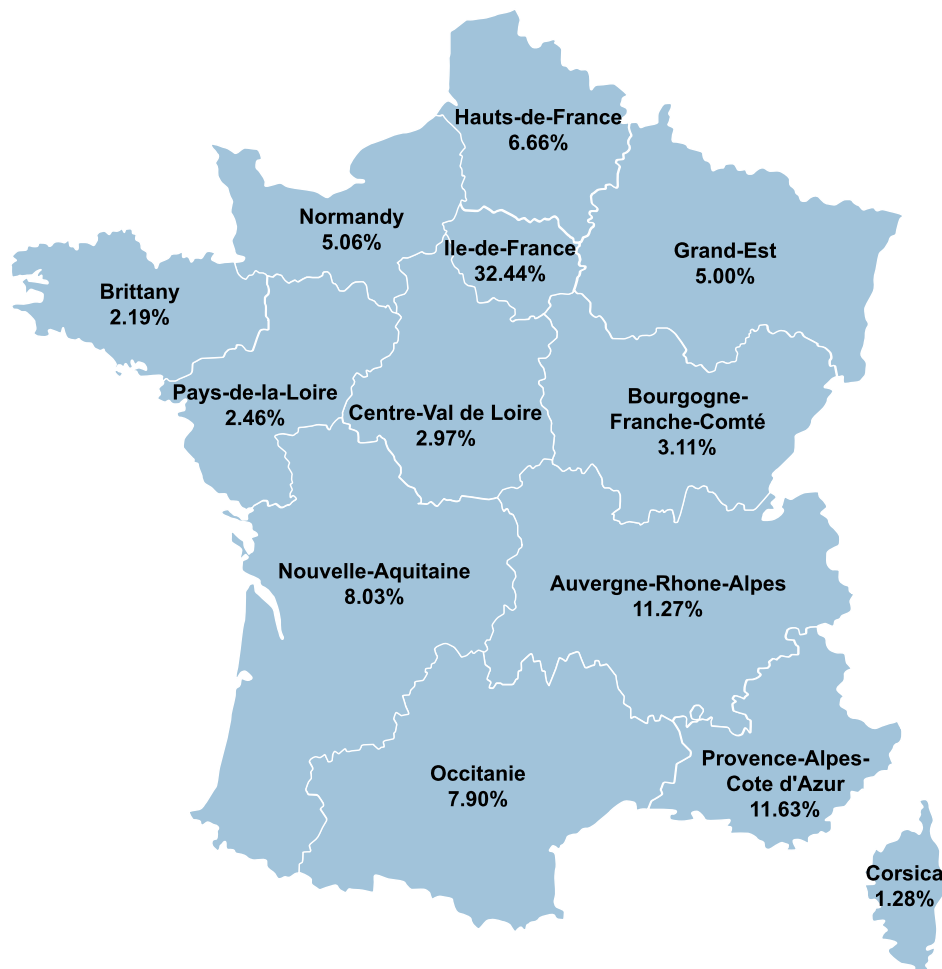 Hauts-de-France
6.66%
Normandy
5.06%
Ile-de-France
32.44%
Grand-Est
5.00%
Brittany
2.19%
Pays-de-la-Loire
2.46%
Centre-Val de Loire
2.97%
Bourgogne-
Franche-Comté
3.11%
Nouvelle-Aquitaine
8.03%
Auvergne-Rhone-Alpes
11.27%
Occitanie
7.90%
Provence-Alpes-
Cote d'Azur
11.63%
Corsica
1.28%